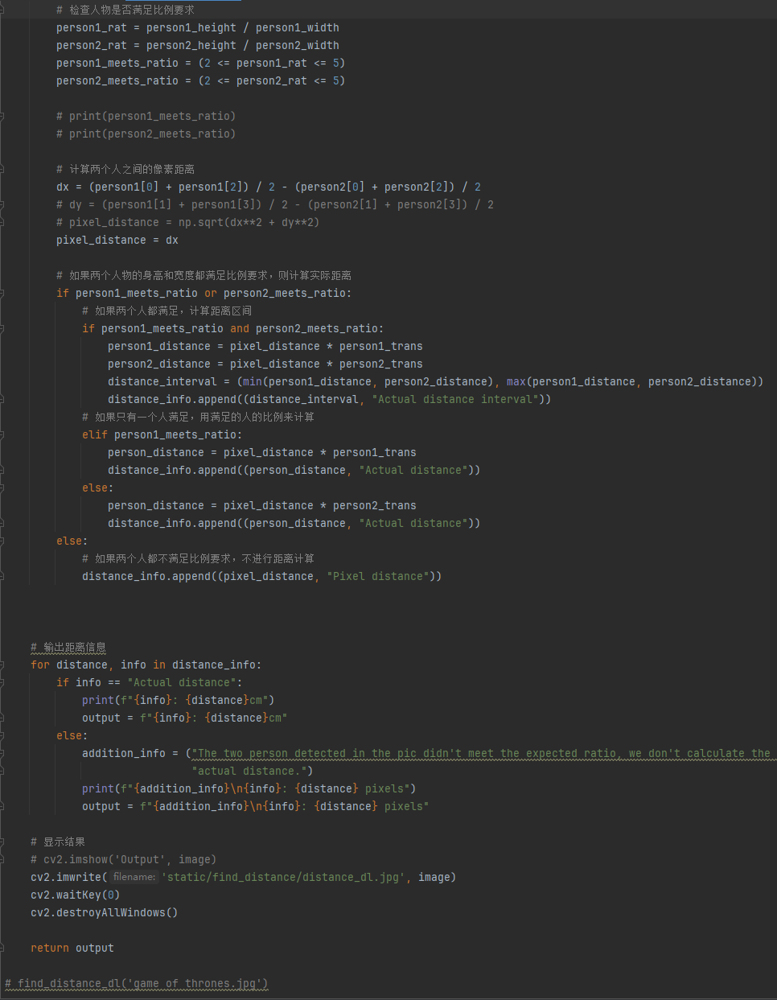 # 检查人物是否满足比例要求
person1_rat = person1_height / person1_width
person2_rat = person2_height / person2_width
person1_meets_ratio = (2 <= person1_rat <= 5)
person2_meets_ratio = (2 <= person2_rat <= 5)
# print(person1_meets_ratio)
# print(person2_meets_ratio)
# 计算两个人之间的像素距离
dx = (person1[0] + person1[2]) / 2 - (person2[0] + person2[2]) / 2
# dy = (person1[1] + person1[3]) / 2 - (person2[1] + person2[3]) / 2
# pixel_distance = np.sqrt(dx**2 + dy**2)
pixel_distance = dx
# 如果两个人物的身高和宽度都满足比例要求，则计算实际距离
if person1_meets_ratio or person2_meets_ratio:
# 如果两个人都满足，计算距离区间
if person1_meets_ratio and person2_meets_ratio:
person1_distance = pixel_distance * person1_trans
person2_distance = pixel_distance * person2_trans
distance_interval = (min(person1_distance, person2_distance), max(person1_distance, person2_distance))
distance_info.append((distance_interval, "Actual distance interval"))
# 如果只有一个人满足，用满足的人的比例来计算
elif person1_meets_ratio:
person_distance = pixel_distance * person1_trans
distance_info.append((person_distance, "Actual distance"))
else:
person_distance = pixel_distance * person2_trans
distance_info.append((person_distance, "Actual distance"))
else:
# 如果两个人都不满足比例要求，不进行距离计算
distance_info.append((pixel_distance, "Pixel distance"))
# 输出距离信息
for distance, info in distance_info:
if info == "Actual distance":
print(f"{info}: {distance}cm")
output = f"{info}: {distance}cm"
else:
addition_info = ("The two person detected in the pic didn't meet the expected ratio, we don't calculate the
"actual distance.")
print(f"{addition_info}\n{info}: {distance} pixels")
output = f"{addition_info}\n{info}: {distance} pixels"
# 显示结果
# cv2.imshow('Output', image)
cv2.imwrite( filename: 'static/find_distance/distance_dl.jpg', image)
cv2.waitKey(0)
cv2.destroyAllWindows()
return output
# find_distance_dl('game of thrones.jpg')